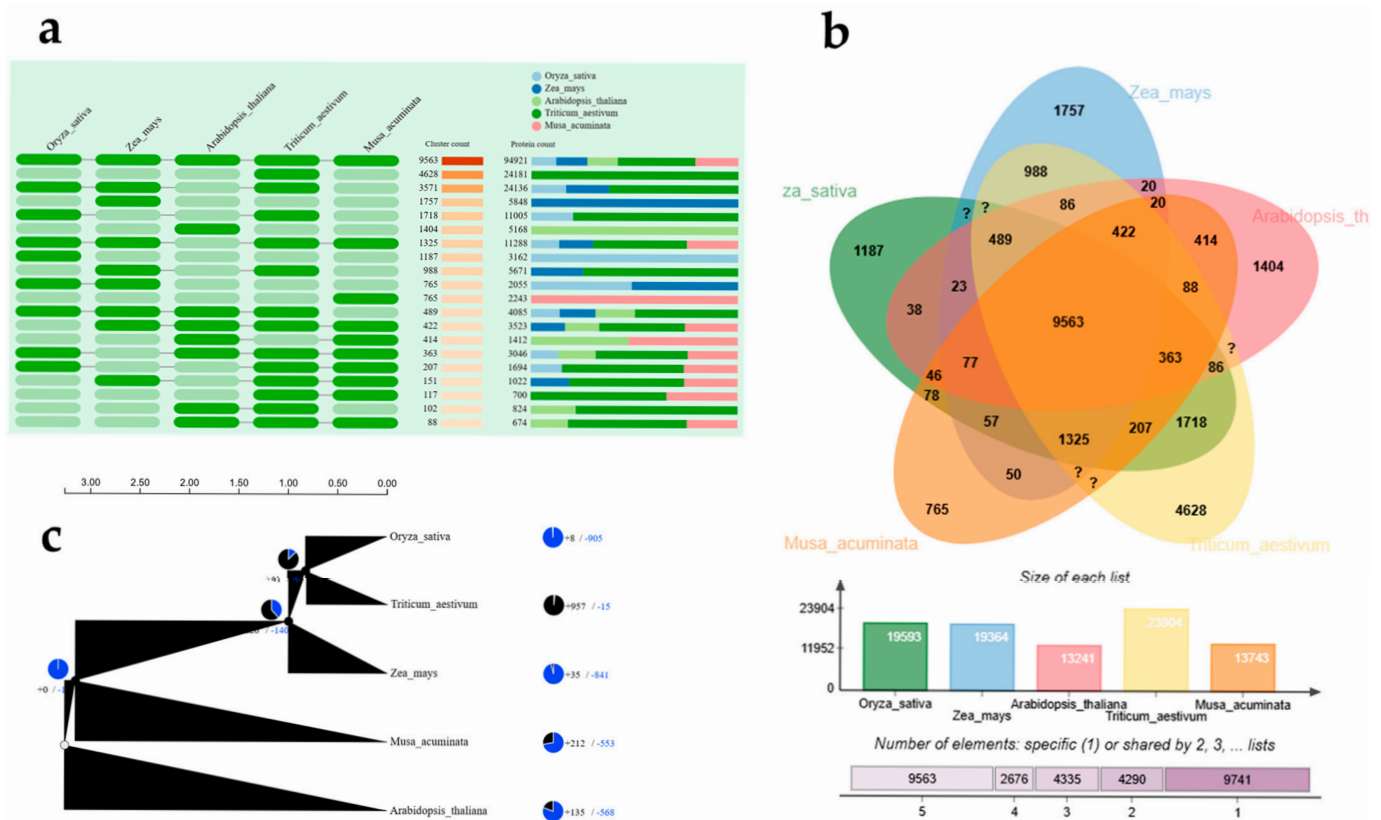 a
Oryza_sativa
Zea_mays
Arabidopsis_thaliana
Triticum_aestivum
Musa_acuminata
Oryza_sativa
Zea_mays
Arabidopsis_thaliana
Triticum_aestivum
Musa_acuminata
Cluster count
Protein count
9563 94921
4628 24181
3571 24136
1757 5848
1718 11005
1404 5168
1325 11288
1187 3162
988 5671
765 2055
765 2243
489 4085
422 3523
414 1412
363 3046
207 1694
151 1022
117 700
102 824
88 674
b
Zea_mays
1757
988
20
20
za_sativa
86
Arabidopsis_th
? ?
422
414
1187
489
1404
23
88
38
9563
?
77
363
86
46
78
57
207
1718
1325
50
?
?
765
4628
Musa_acuminata
Triticum_aestivum
Size of each list
23904
11952
0
19593
19364
13241
23904
13743
Oryza_sativa
Zea_mays
Arabidopsis_thaliana
Triticum_aestivum
Musa_acuminata
Number of elements: specific (1) or shared by 2, 3, ... lists
9563 2676 4335 4290 9741
5 4 3 2 1
3.00 2.50 2.00 1.50 1.00 0.50 0.00
c
Oryza_sativa
+8 / -905
Triticum_aestivum
+957 / -15
/ -140
Zea_mays
+35 / -841
+0 /
Musa_acuminata
+212 / -553
Arabidopsis_thaliana
+135 / -568